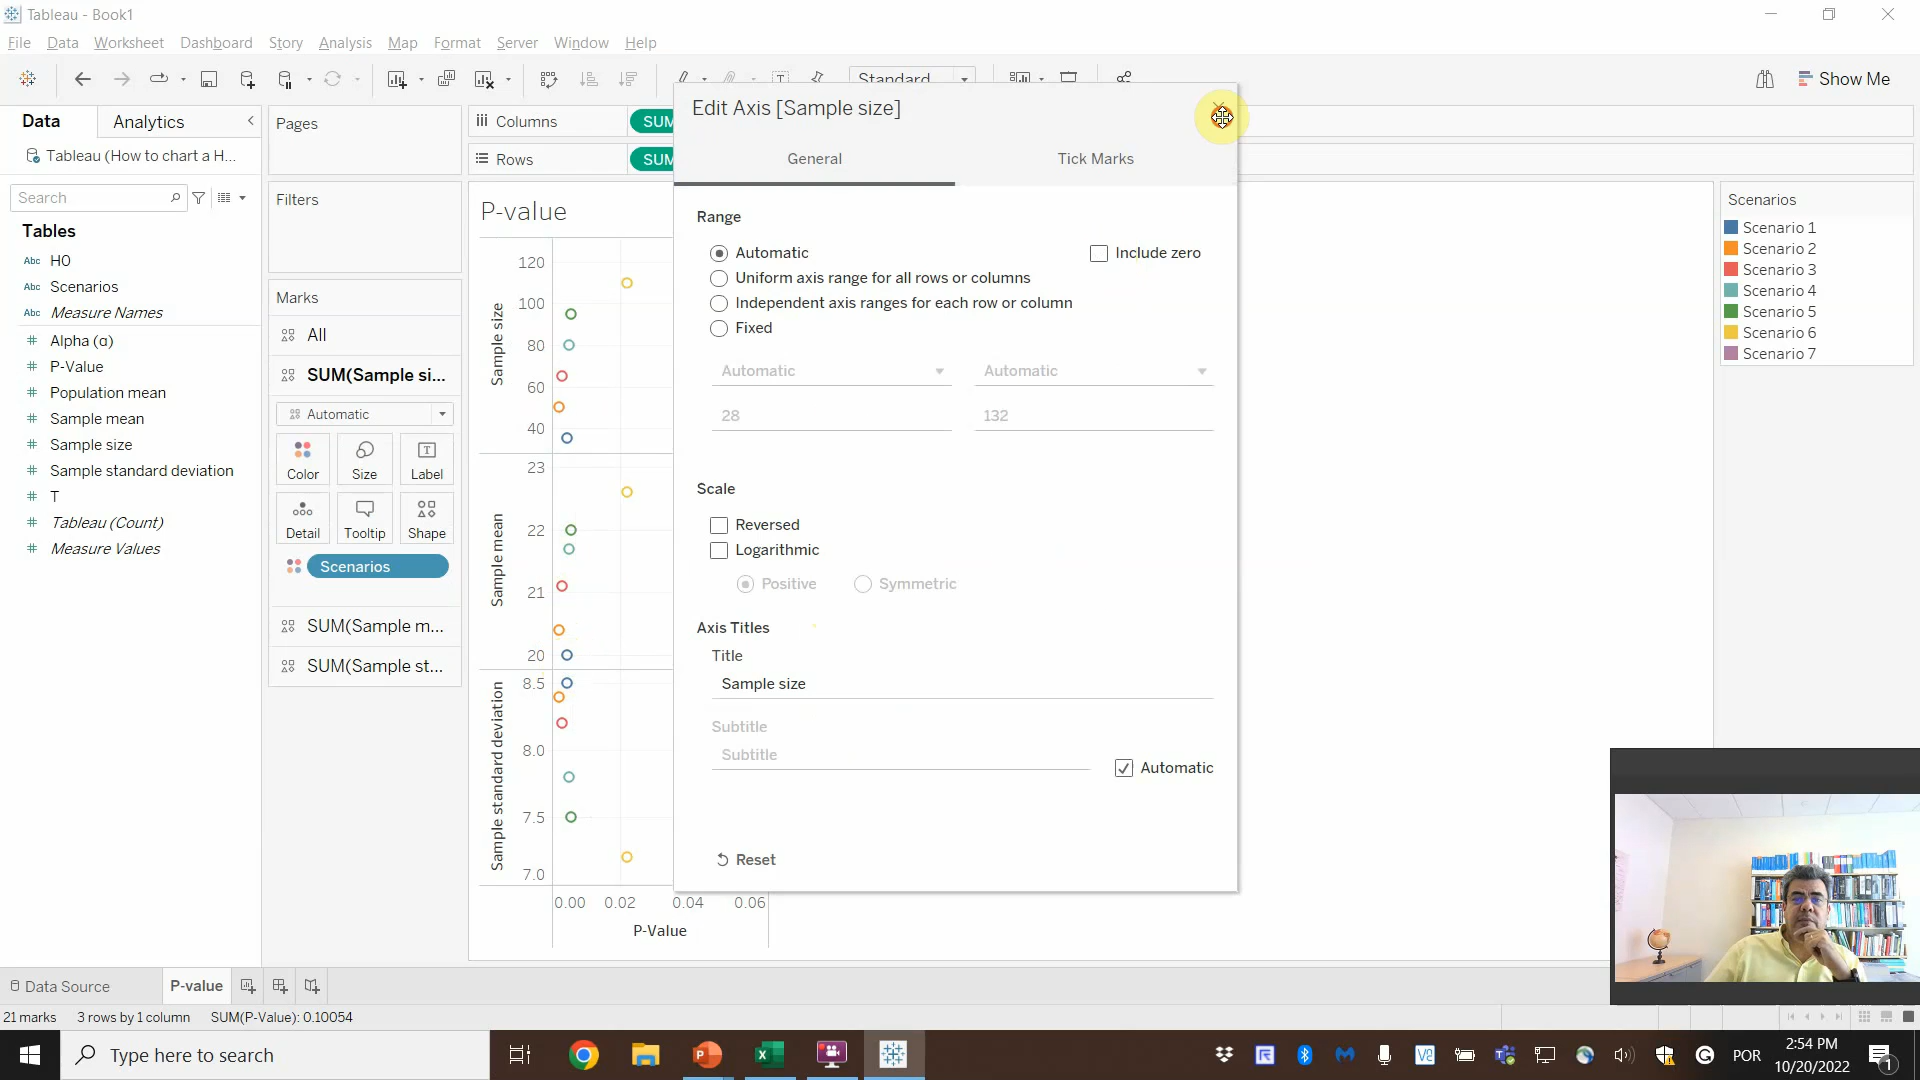 Tableau - Book1
File Data Worksheet Dashboard Story Analysis Map Format Server Window Help
Standard
Show Me
Data
Analytics
Tableau (How to chart a H...
Search
Tables
Abc H0
Abc Scenarios
Abc Measure Names
# Alpha (α)
# P-Value
# Population mean
# Sample mean
# Sample size
# Sample standard deviation
# T
# Tableau (Count)
# Measure Values
Pages
Filters
Marks
All
SUM(Sample si...
Automatic
Color
Size
Label
Detail
Tooltip
Shape
Scenarios
SUM(Sample m...
SUM(Sample st...
Columns
SUM
Rows
SUM
P-value
Sample size
120
100
80
60
40
Sample mean
23
22
21
20
Sample standard deviation
8.5
8.0
7.5
7.0
0.00 0.02 0.04 0.06
P-Value
Edit Axis [Sample size]
General
Tick Marks
Range
Automatic
Include zero
Uniform axis range for all rows or columns
Independent axis ranges for each row or column
Fixed
Automatic
Automatic
28
132
Scale
Reversed
Logarithmic
Positive
Symmetric
Axis Titles
Title
Sample size
Subtitle
Subtitle
Automatic
Reset
Scenarios
Scenario 1
Scenario 2
Scenario 3
Scenario 4
Scenario 5
Scenario 6
Scenario 7
Data Source
P-value
21 marks 3 rows by 1 column SUM(P-Value): 0.10054
Type here to search
POR
2:54 PM
10/20/2022
1